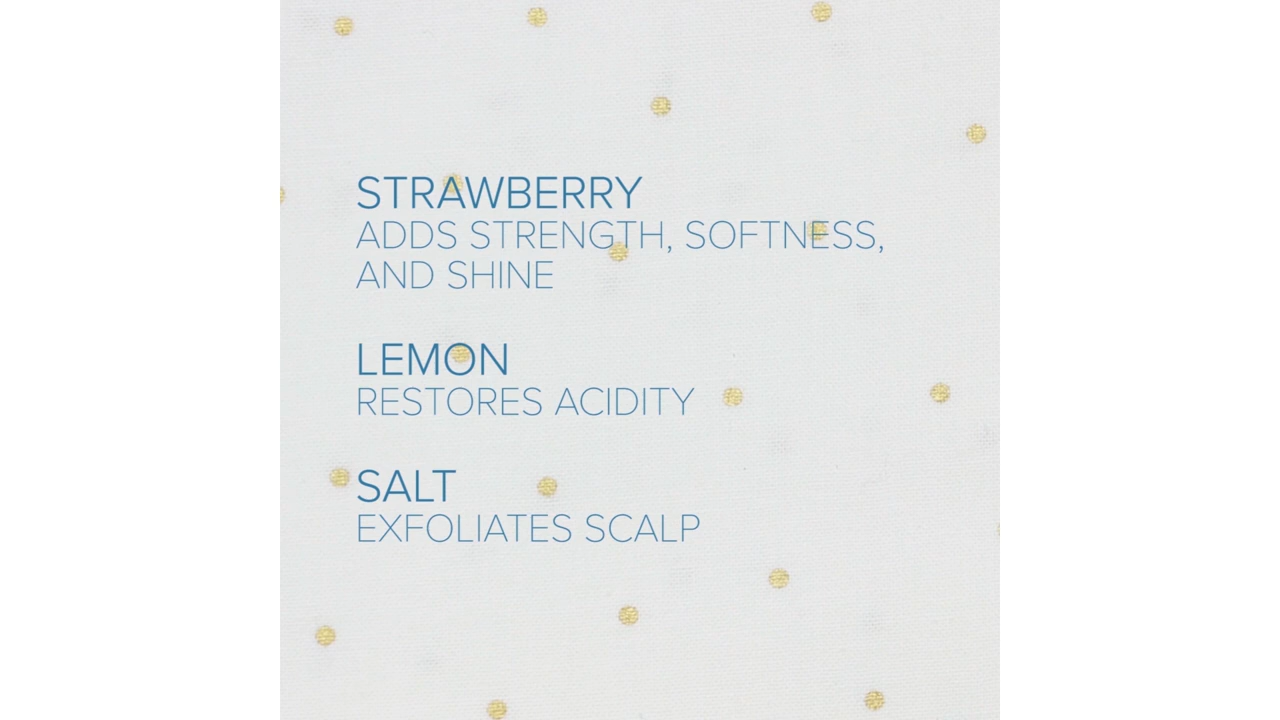 STRAWBERRY
ADDS STRENGTH, SOFTNESS,
AND SHINE
LEMON
RESTORES ACIDITY
SALT
EXFOLIATES SCALP